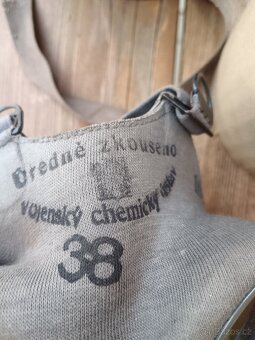 Úředně zkoušeno
vojenský chemický ústav
38